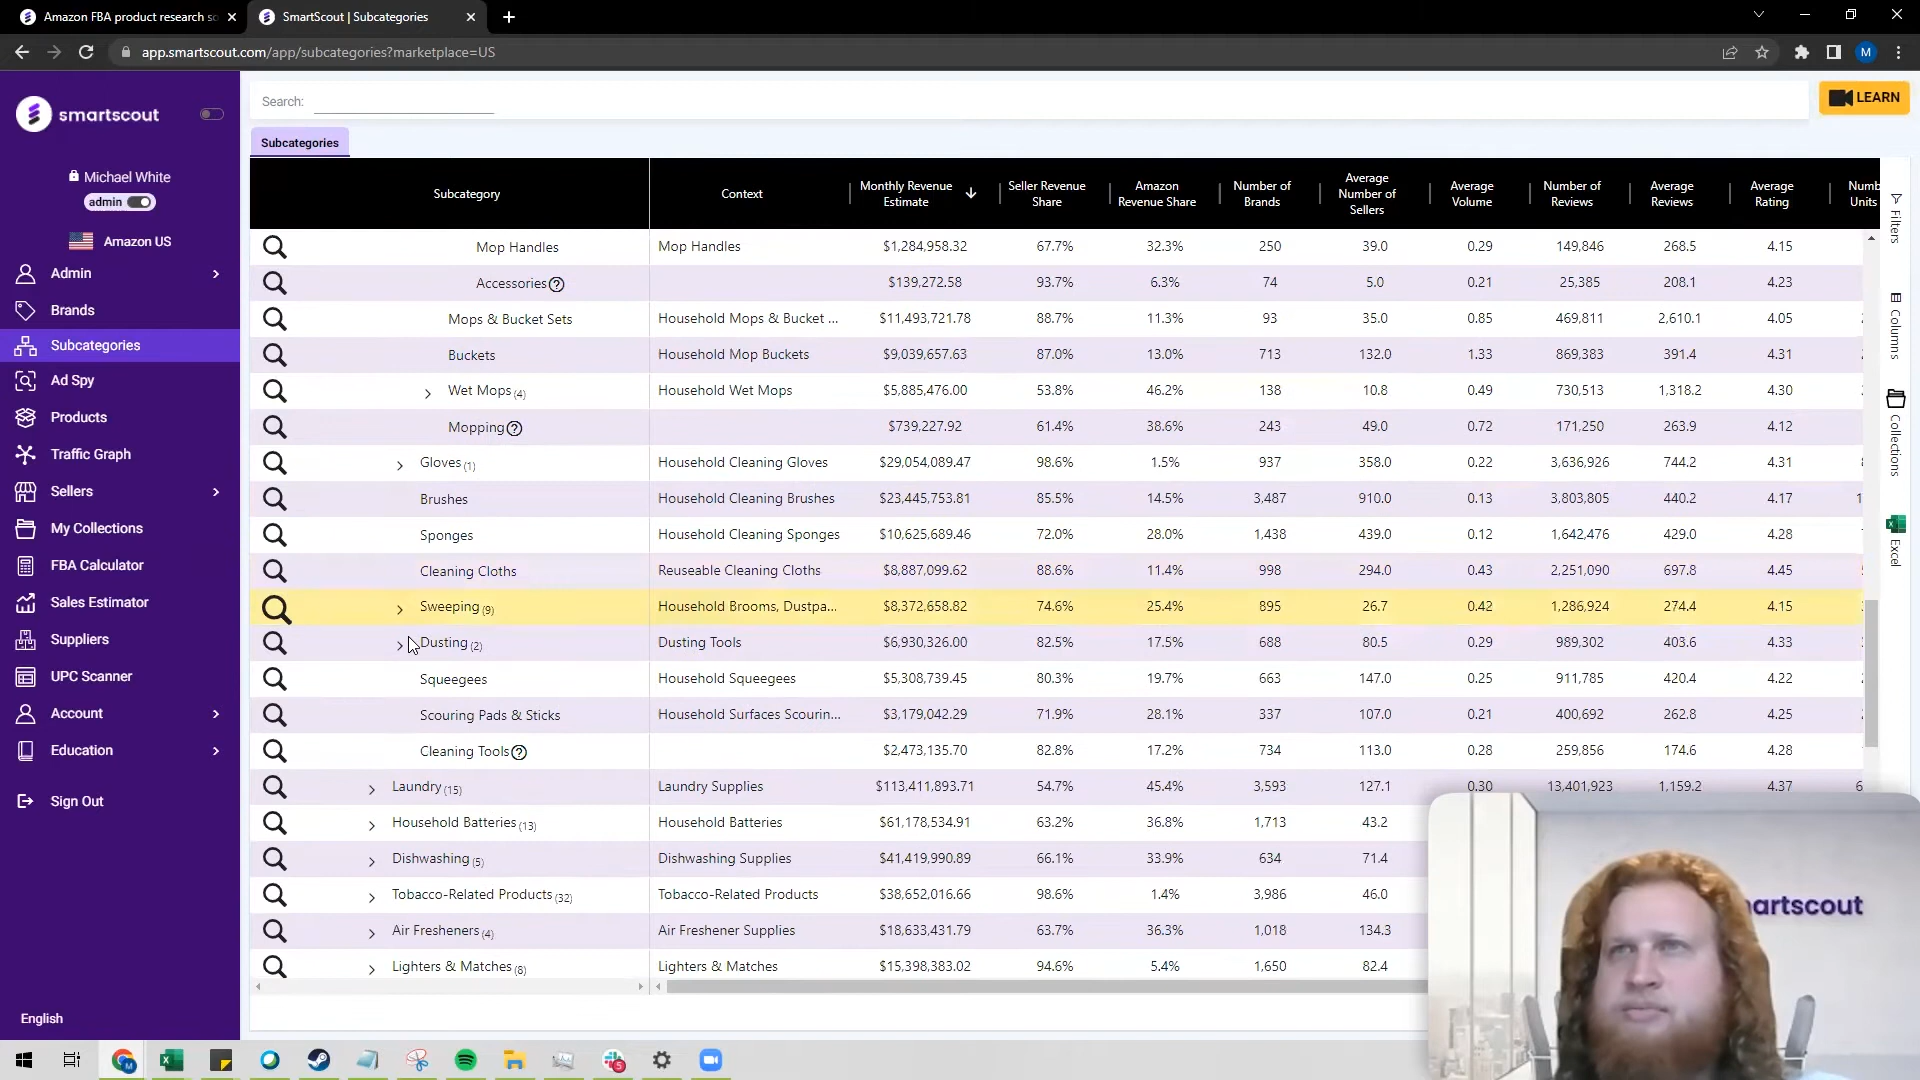 Amazon FBA product research so
SmartScout | Subcategories
app.smartscout.com/app/subcategories?marketplace=US
M
smartscout
Michael White
admin
Amazon US
Admin
Brands
Subcategories
Ad Spy
Products
Traffic Graph
Sellers
My Collections
FBA Calculator
Sales Estimator
Suppliers
UPC Scanner
Account
Education
Sign Out
English
Search:
LEARN
Subcategories
Subcategory Context Monthly Revenue Estimate Seller Revenue Share Amazon Revenue Share Number of Brands Average Number of Sellers Average Volume Number of Reviews Average Reviews Average Rating Numb Units
Mop Handles Mop Handles $1,284,958.32 67.7% 32.3% 250 39.0 0.29 149,846 268.5 4.15
Accessories $139,272.58 93.7% 6.3% 74 5.0 0.21 25,385 208.1 4.23
Mops & Bucket Sets Household Mops & Bucket ... $11,493,721.78 88.7% 11.3% 93 35.0 0.85 469,811 2,610.1 4.05
Buckets Household Mop Buckets $9,039,657.63 87.0% 13.0% 713 132.0 1.33 869,383 391.4 4.31
Wet Mops (4) Household Wet Mops $5,885,476.00 53.8% 46.2% 138 10.8 0.49 730,513 1,318.2 4.30
Mopping $739,227.92 61.4% 38.6% 243 49.0 0.72 171,250 263.9 4.12
Gloves (1) Household Cleaning Gloves $29,054,089.47 98.6% 1.5% 937 358.0 0.22 3,636,926 744.2 4.31
Brushes Household Cleaning Brushes $23,445,753.81 85.5% 14.5% 3,487 910.0 0.13 3,803,805 440.2 4.17 1
Sponges Household Cleaning Sponges $10,625,689.46 72.0% 28.0% 1,438 439.0 0.12 1,642,476 429.0 4.28
Cleaning Cloths Reuseable Cleaning Cloths $8,887,099.62 88.6% 11.4% 998 294.0 0.43 2,251,090 697.8 4.45
Sweeping (9) Household Brooms, Dustpa... $8,372,658.82 74.6% 25.4% 895 26.7 0.42 1,286,924 274.4 4.15
Dusting (2) Dusting Tools $6,930,326.00 82.5% 17.5% 688 80.5 0.29 989,302 403.6 4.33
Squeegees Household Squeegees $5,308,739.45 80.3% 19.7% 663 147.0 0.25 911,785 420.4 4.22
Scouring Pads & Sticks Household Surfaces Scourin... $3,179,042.29 71.9% 28.1% 337 107.0 0.21 400,692 262.8 4.25
Cleaning Tools $2,473,135.70 82.8% 17.2% 734 113.0 0.28 259,856 174.6 4.28
Laundry (15) Laundry Supplies $113,411,893.71 54.7% 45.4% 3,593 127.1 0.30 13,401,923 1,159.2 4.37 6
Household Batteries (13) Household Batteries $61,178,534.91 63.2% 36.8% 1,713 43.2
Dishwashing (5) Dishwashing Supplies $41,419,990.89 66.1% 33.9% 634 71.4
Tobacco-Related Products (32) Tobacco-Related Products $38,652,016.66 98.6% 1.4% 3,986 46.0
Air Fresheners (4) Air Freshener Supplies $18,633,431.79 63.7% 36.3% 1,018 134.3
Lighters & Matches (8) Lighters & Matches $15,398,383.02 94.6% 5.4% 1,650 82.4
Filters
Columns
Collections
Excel
artscout
5